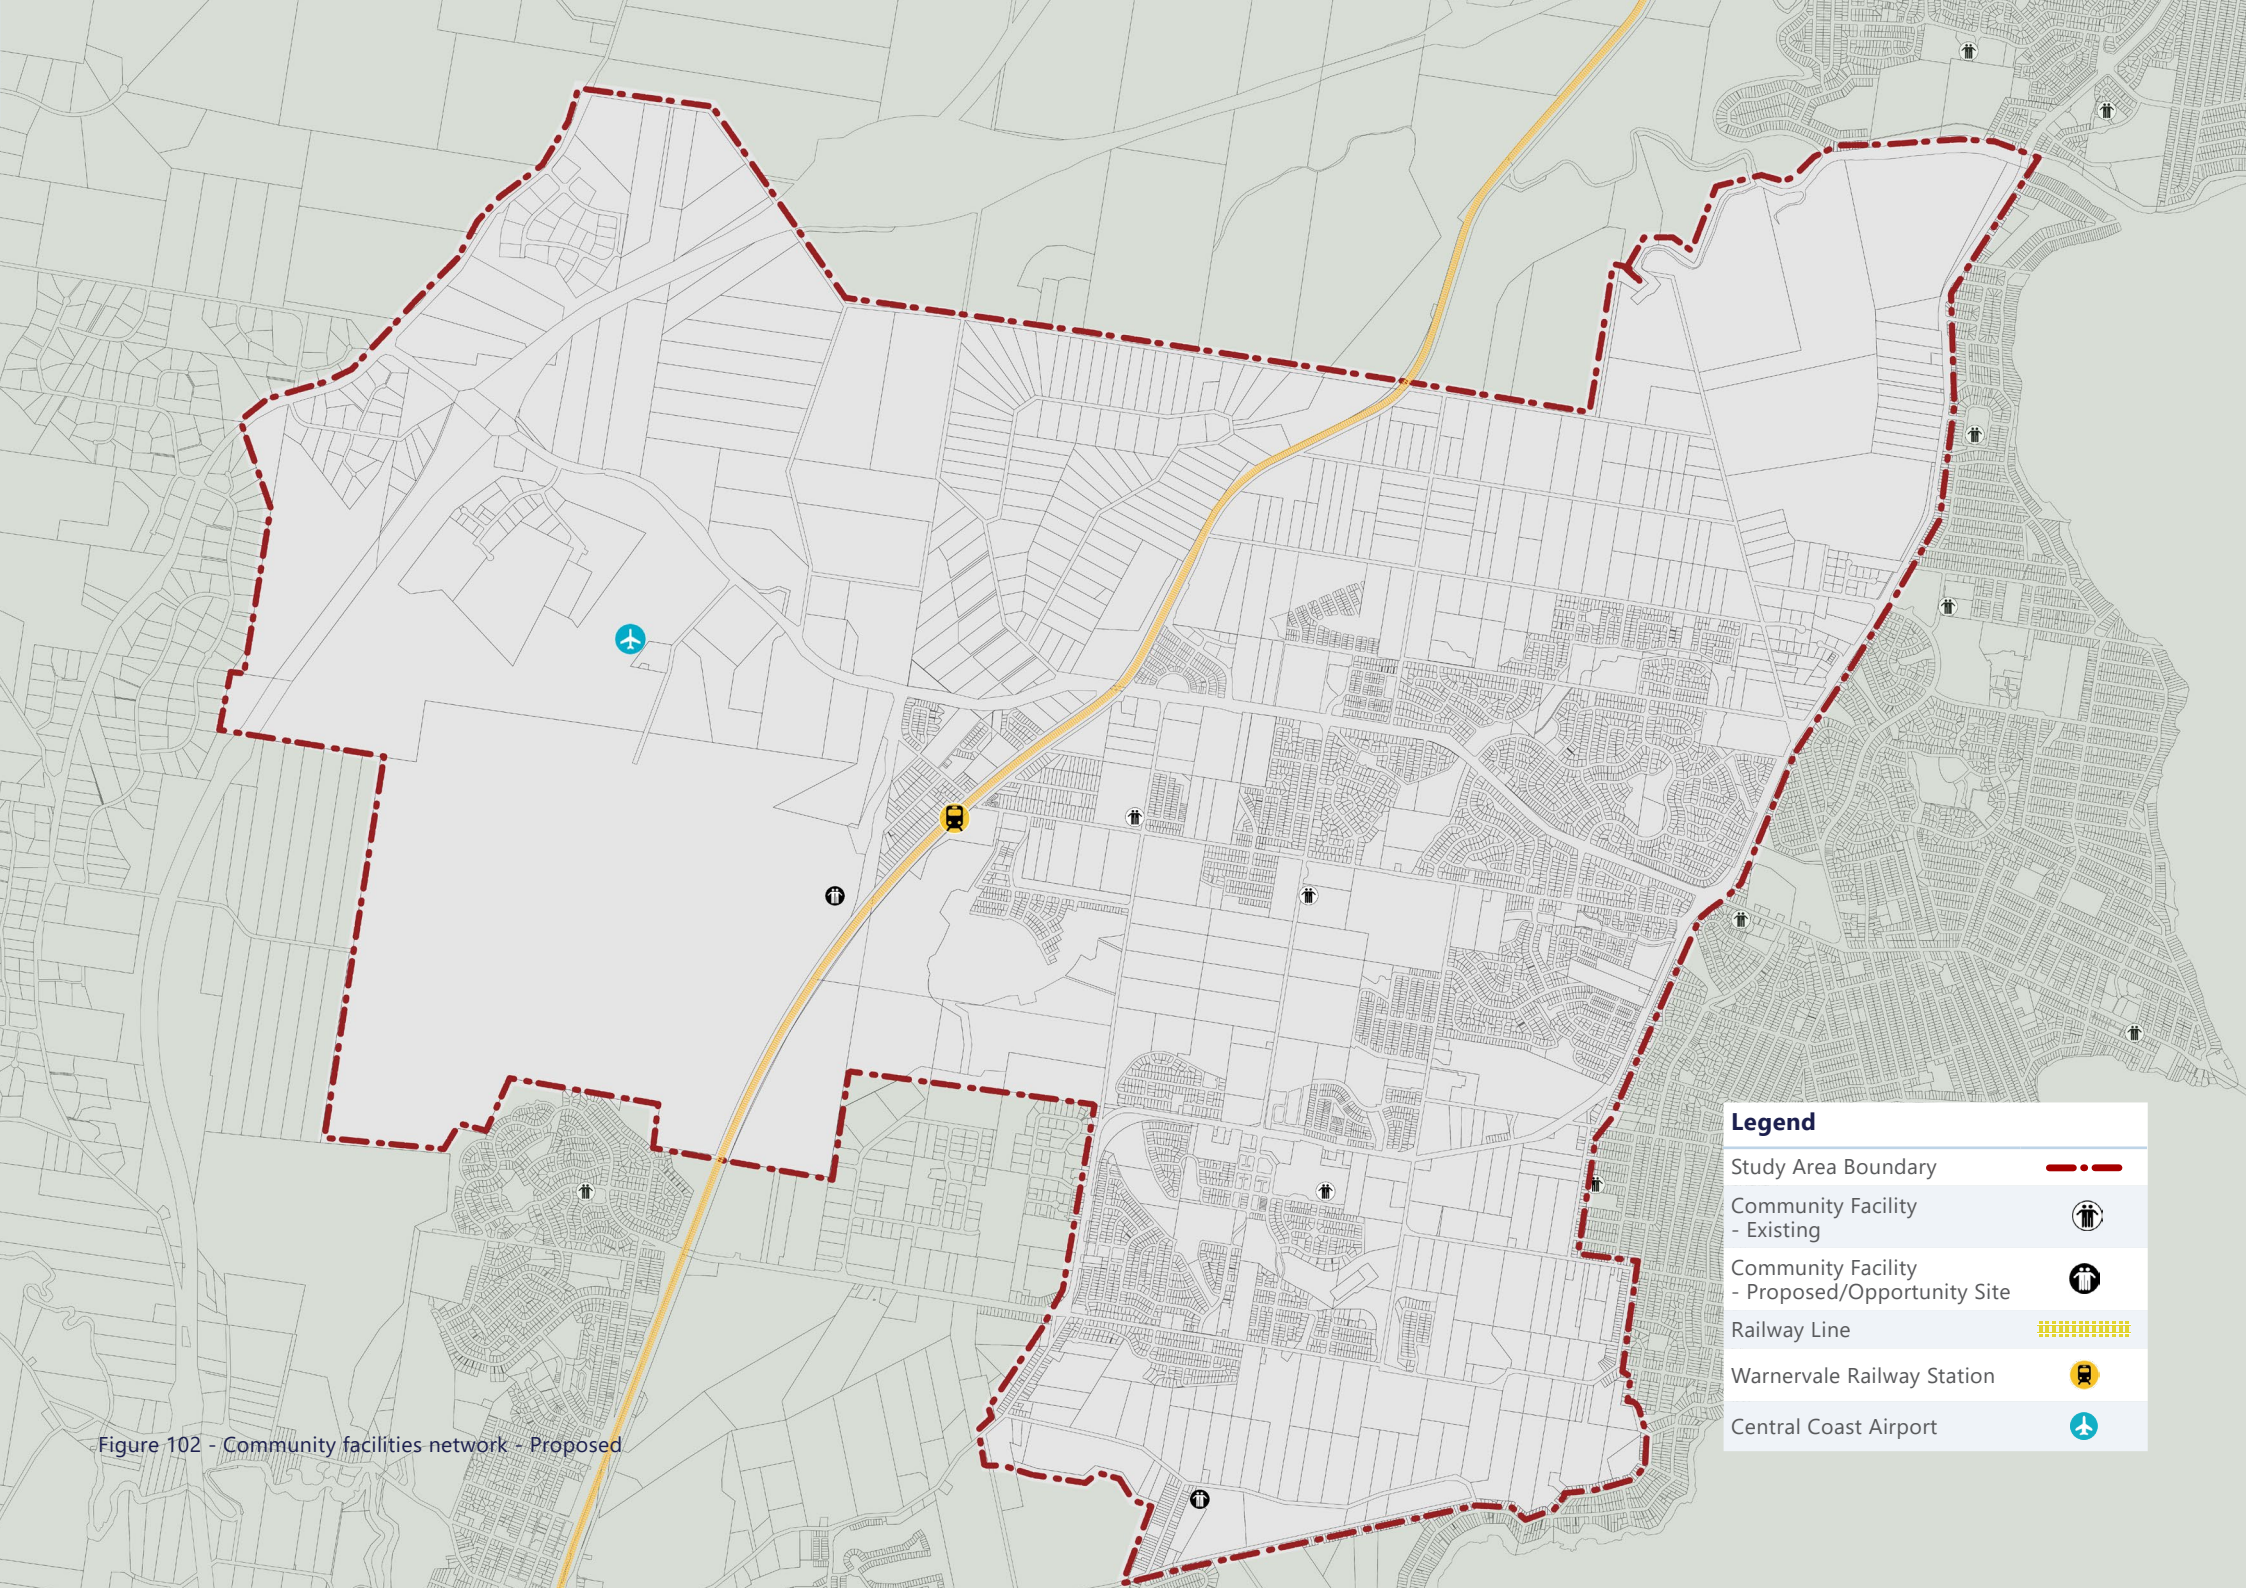 Legend
Study Area Boundary
Community Facility
- Existing
Community Facility
- Proposed/Opportunity Site
Railway Line
Warnervale Railway Station
Central Coast Airport
Figure 102 - Community facilities network - Proposed